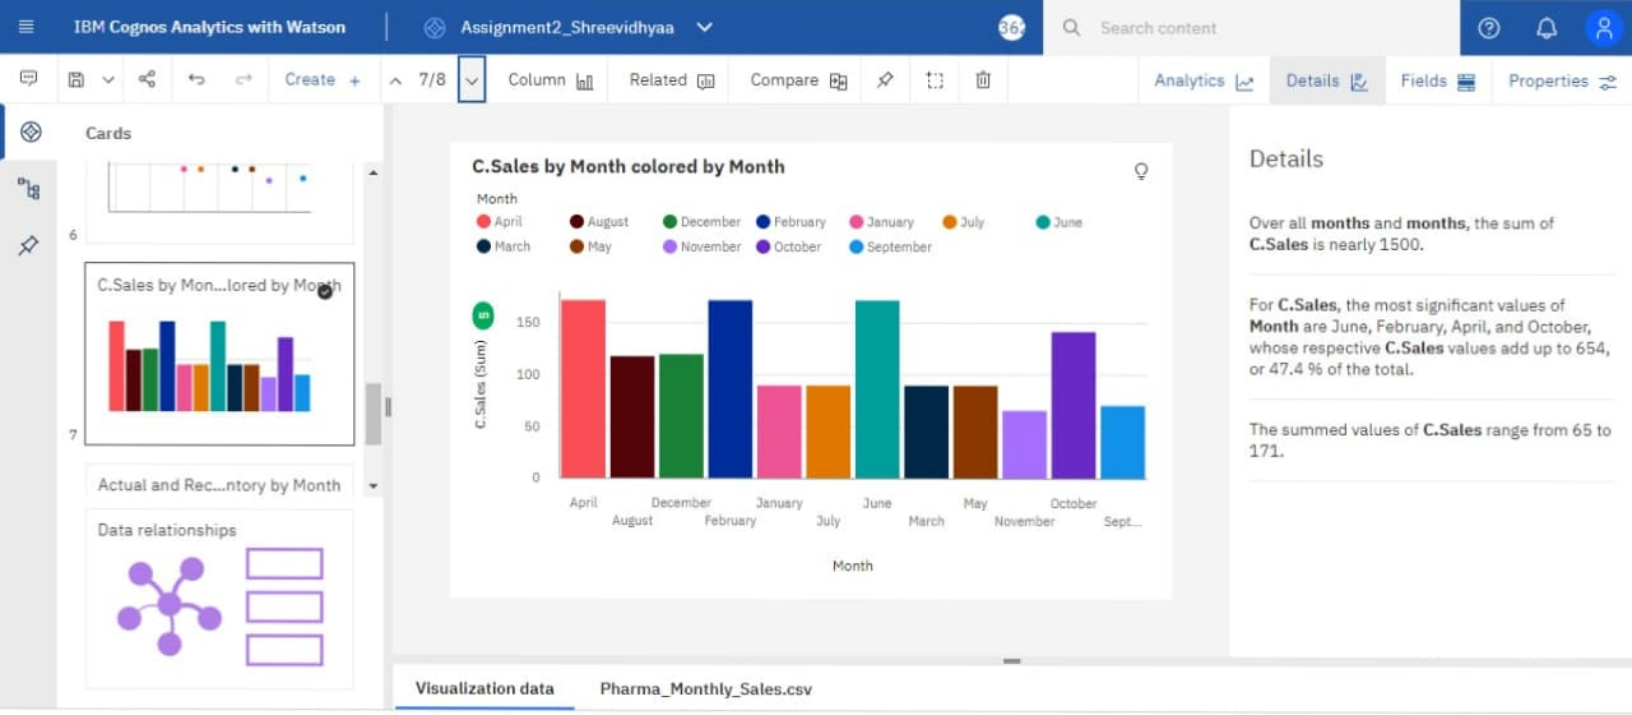 IBM Cognos Analytics with Watson
Assignment2_Shreevidhyaa
362
Search content
Create +
7/8
Column
Related
Compare
Analytics
Details
Fields
Properties
Cards
6
C.Sales by Mon...lored by Month
7
Actual and Rec...ntory by Month
Data relationships
C.Sales by Month colored by Month
Month
April August December February January July June
March May November October September
C.Sales (Sum)
150
100
50
0
April December January June May October
August February July March November Sept...
Month
Details
Over all months and months, the sum of
C.Sales is nearly 1500.
For C.Sales, the most significant values of
Month are June, February, April, and October,
whose respective C.Sales values add up to 654,
or 47.4 % of the total.
The summed values of C.Sales range from 65 to
171.
Visualization data
Pharma_Monthly_Sales.csv